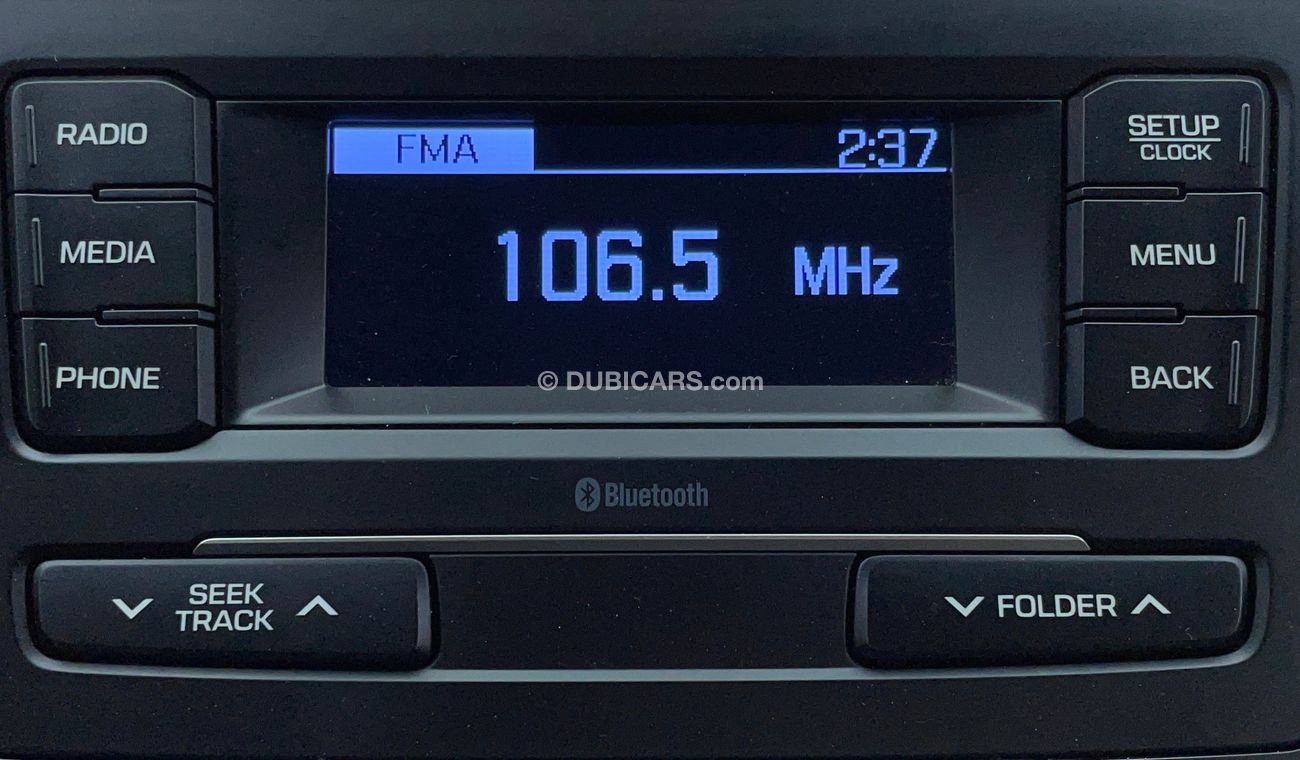 RADIO
MEDIA
PHONE
FMA 2:37
106.5 MHz
© DUBICARS.com
SETUP
CLOCK
MENU
BACK
Bluetooth
SEEK
TRACK
FOLDER